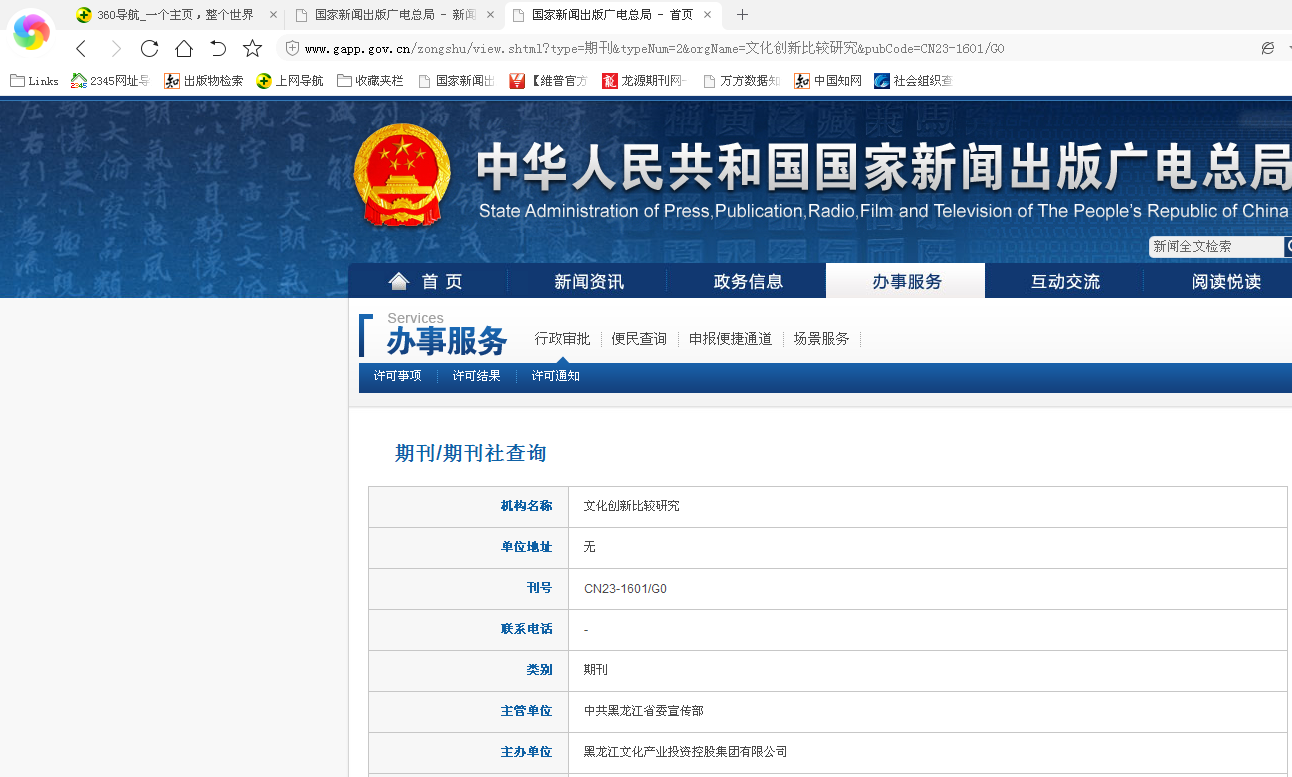 360导航_一个主页，整个世界 × 国家新闻出版广电总局 - 新闻 × 国家新闻出版广电总局 - 首页 × +
www.gapp.gov.cn/zongshu/view.shtml?type=期刊&typeNum=2&orgName=文化创新比较研究&pubCode=CN23-1601/G0
Links 2345网址导 出版物检索 上网导航 收藏夹栏 国家新闻出 【维普官方 龙源期刊网- 万方数据知 中国知网 社会组织查
中华人民共和国国家新闻出版广电总局
State Administration of Press,Publication,Radio,Film and Television of The People's Republic of China
新闻全文检索
首 页 新闻资讯 政务信息 办事服务 互动交流 阅读悦读
Services
办事服务 行政审批 便民查询 申报便捷通道 场景服务
许可事项 许可结果 许可通知
期刊/期刊社查询
机构名称 文化创新比较研究
单位地址 无
刊号 CN23-1601/G0
联系电话 -
类别 期刊
主管单位 中共黑龙江省委宣传部
主办单位 黑龙江文化产业投资控股集团有限公司